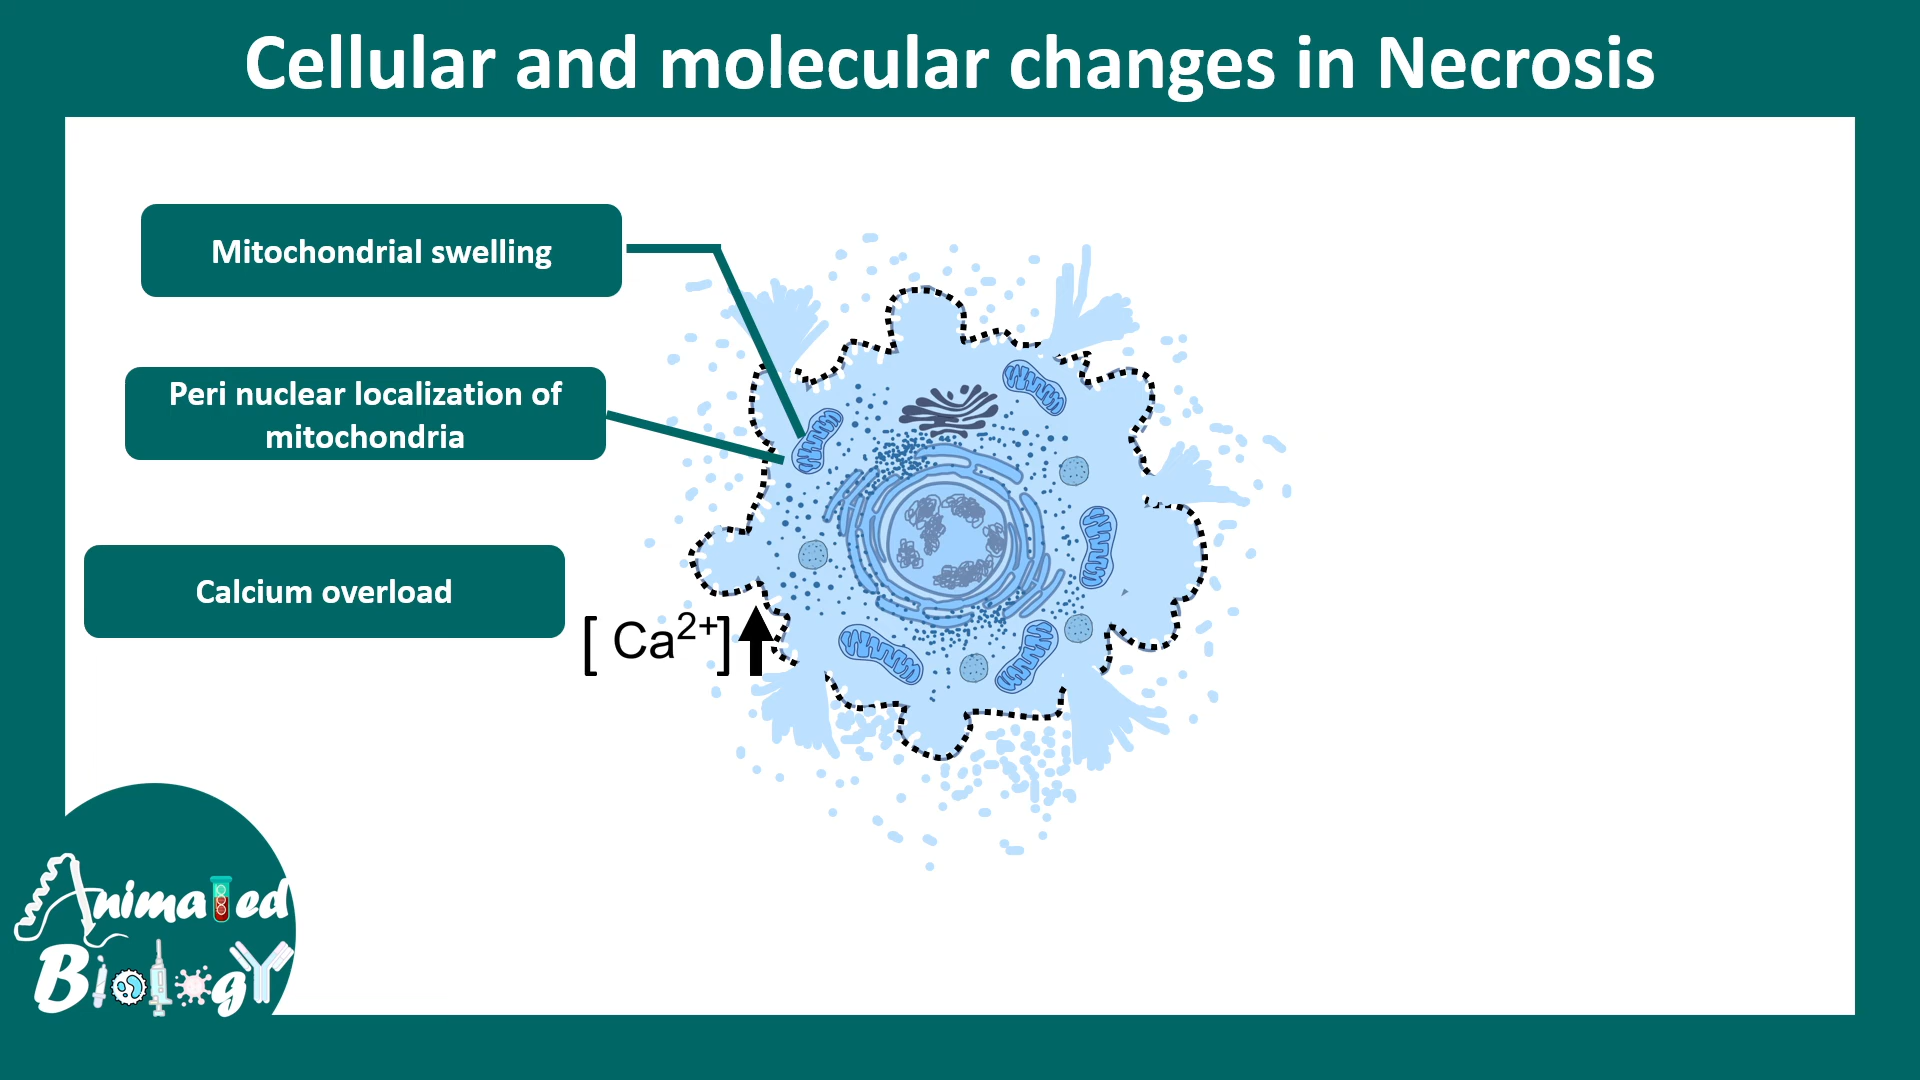 Cellular and molecular changes in Necrosis
Mitochondrial swelling
Peri nuclear localization of
mitochondria
Calcium overload
[ Ca2+]
Animated
Biology